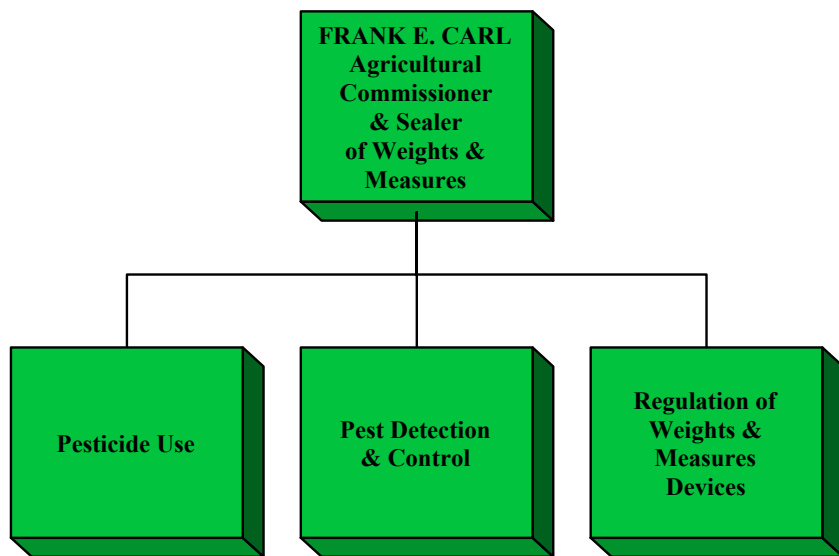 FRANK E. CARL
Agricultural
Commissioner
& Sealer
of Weights &
Measures
Pesticide Use
Pest Detection
& Control
Regulation of
Weights &
Measures
Devices